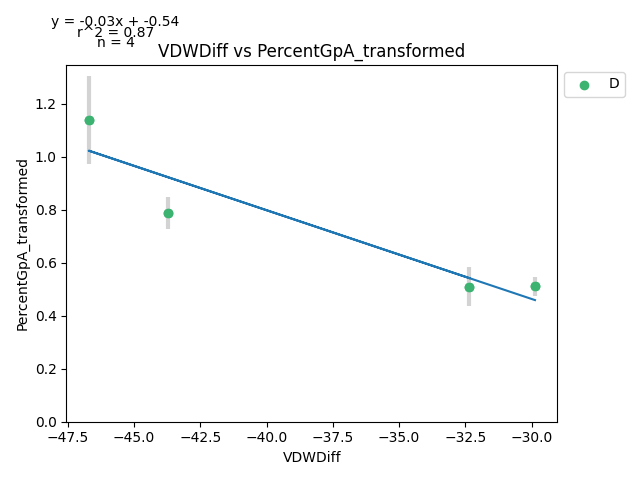 y = -0.03x + -0.54
r^2 = 0.87
n = 4
VDWDiff vs PercentGpA_transformed
D
PercentGpA_transformed
1.2
1.0
0.8
0.6
0.4
0.2
0.0
−47.5 −45.0 −42.5 −40.0 −37.5 −35.0 −32.5 −30.0
VDWDiff